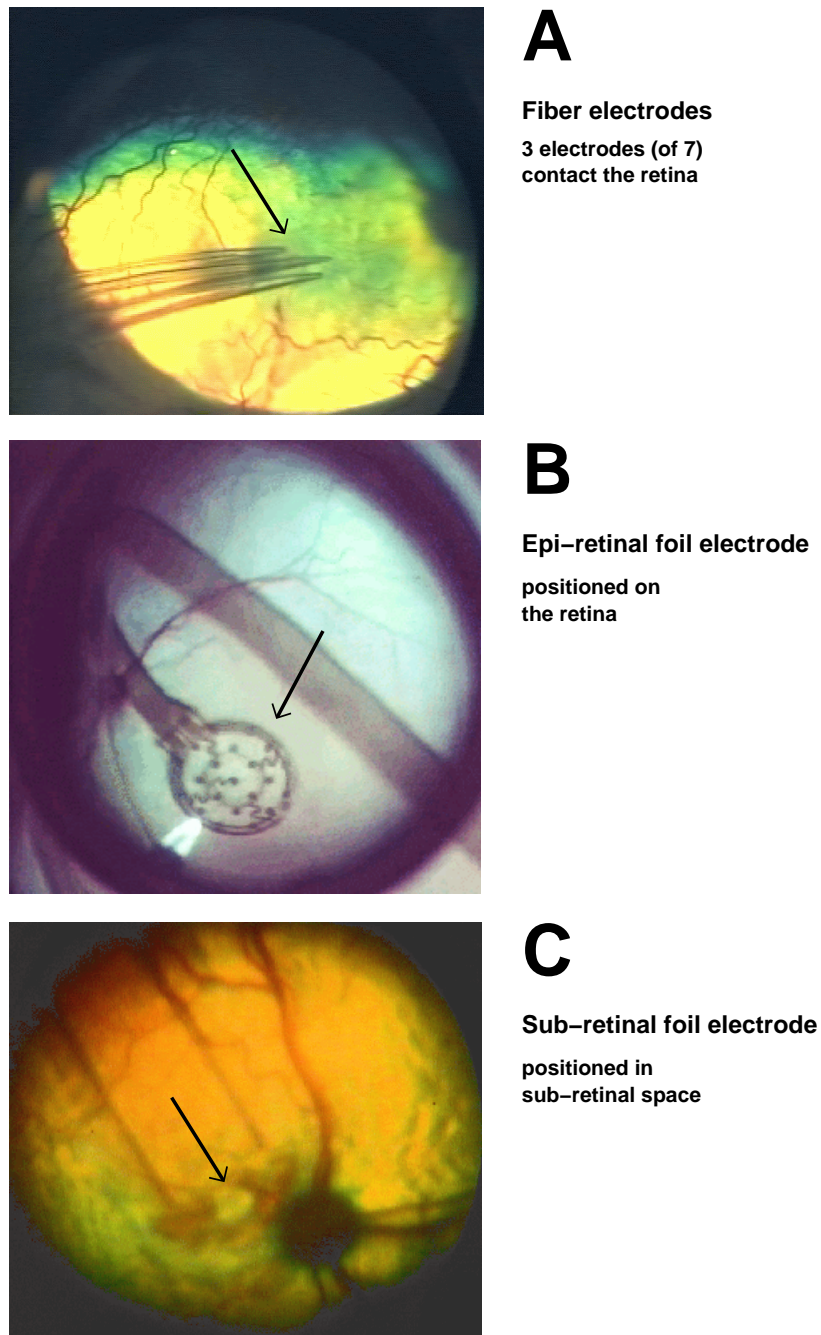 A
Fiber electrodes
3 electrodes (of 7)
contact the retina
B
Epi−retinal foil electrode
positioned on
the retina
C
Sub−retinal foil electrode
positioned in
sub−retinal space